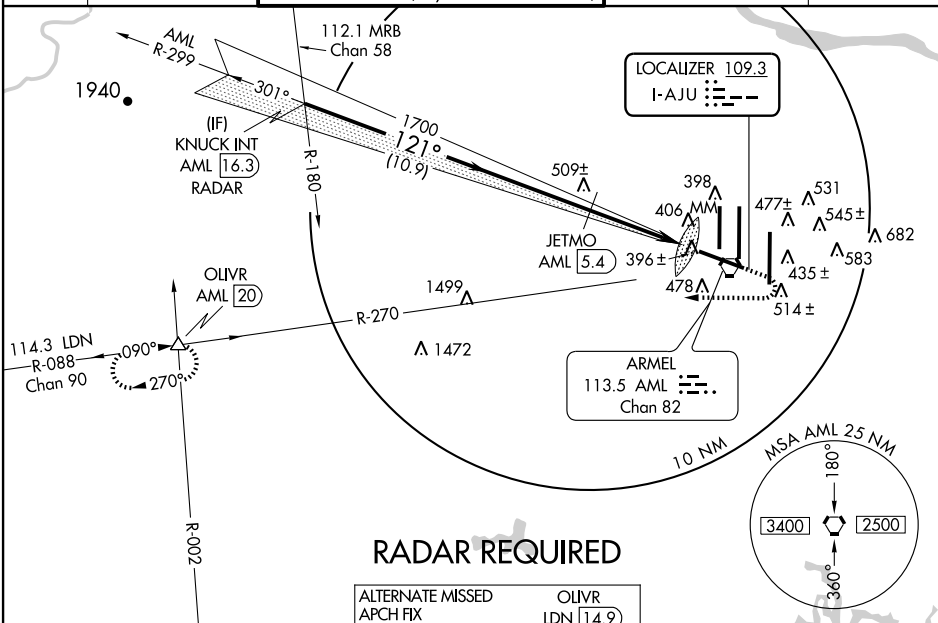 112.1 MRB
Chan 58
AML
R-299
1940
301°
(IF)
KNUCK INT
AML 16.3
RADAR
R-180
1700
121°
(10.9)
LOCALIZER 109.3
I-AJU
509±
398
406 MM
531
477±
545±
682
583
435±
396±
478
514±
JETMO
AML 5.4
OLIVR
AML 20
1499
R-270
1472
114.3 LDN
R-088
Chan 90
090°
270°
ARMEL
113.5 AML
Chan 82
10 NM
MSA AML 25 NM
180°
3400
2500
360°
R-002
RADAR REQUIRED
ALTERNATE MISSED
APCH FIX
OLIVR
LDN 14.9